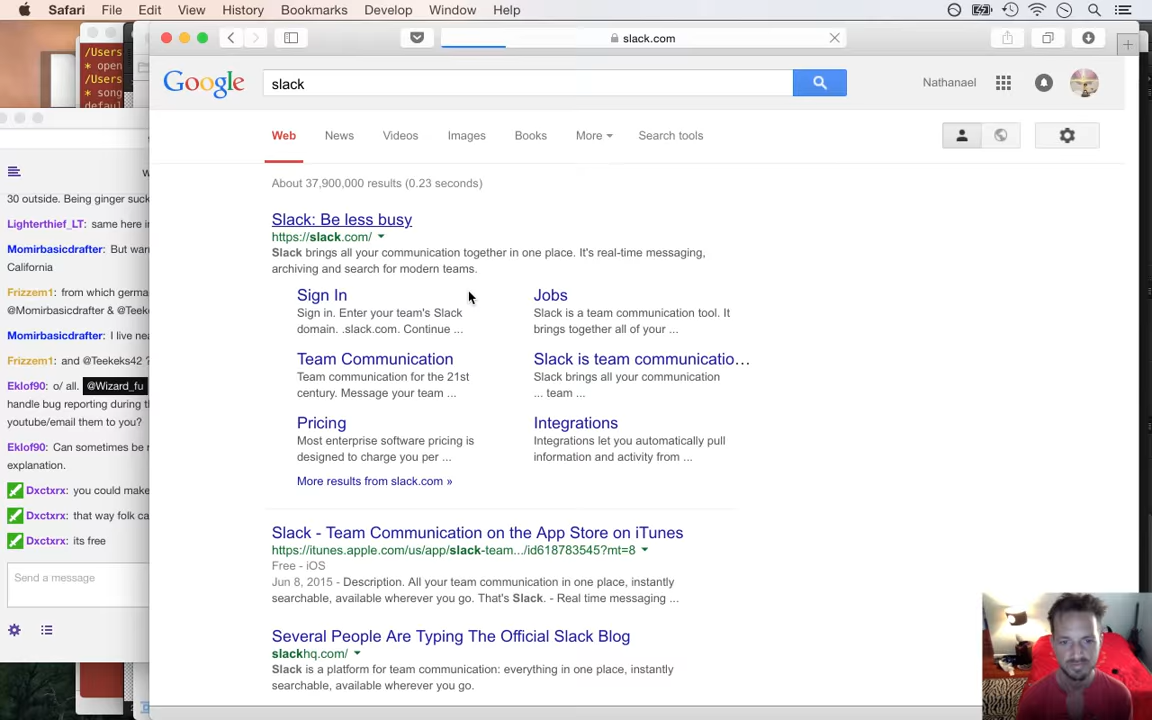 Safari File Edit View History Bookmarks Develop Window Help
slack.com
/Users
* open
/Users
* song
defau
Google
slack
Nathanael
Web News Videos Images Books More Search tools
About 37,900,000 results (0.23 seconds)
Slack: Be less busy
https://slack.com/
Slack brings all your communication together in one place. It's real-time messaging,
archiving and search for modern teams.
Sign In
Sign in. Enter your team's Slack
domain. .slack.com. Continue ...
Jobs
Slack is a team communication tool. It
brings together all of your ...
Team Communication
Team communication for the 21st
century. Message your team ...
Slack is team communicatio...
Slack brings all your communication
... team ...
Pricing
Most enterprise software pricing is
designed to charge you per ...
Integrations
Integrations let you automatically pull
information and activity from ...
More results from slack.com »
Slack - Team Communication on the App Store on iTunes
https://itunes.apple.com/us/app/slack-team.../id618783545?mt=8
Free - iOS
Jun 8, 2015 - Description. All your team communication in one place, instantly
searchable, available wherever you go. That's Slack. - Real time messaging ...
Several People Are Typing The Official Slack Blog
slackhq.com/
Slack is a platform for team communication: everything in one place, instantly
searchable, available wherever you go.
W
30 outside. Being ginger suck
Lighterthief_LT: same here in
Momirbasicdrafter: But wan
California
Frizzem1: from which germa
@Momirbasicdrafter & @Teek
Momirbasicdrafter: I live nea
Frizzem1: and @Teekeks42 ?
Eklof90: o/ all. @Wizard_fu
handle bug reporting during th
youtube/email them to you?
Eklof90: Can sometimes be n
explanation.
Dxctxrx: you could make
Dxctxrx: that way folk ca
Dxctxrx: its free
Send a message